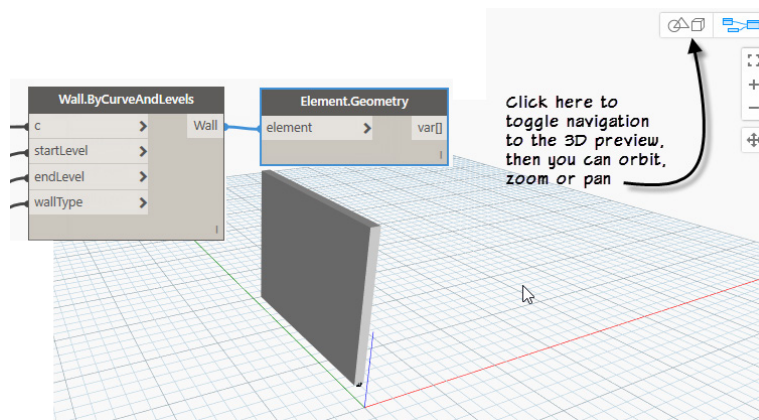 Wall.ByCurveAndLevels
c > Wall
startLevel >
endLevel >
wallType >
l
Element.Geometry
element > var[]
l
Click here to
toggle navigation
to the 3D preview,
then you can orbit,
zoom or pan